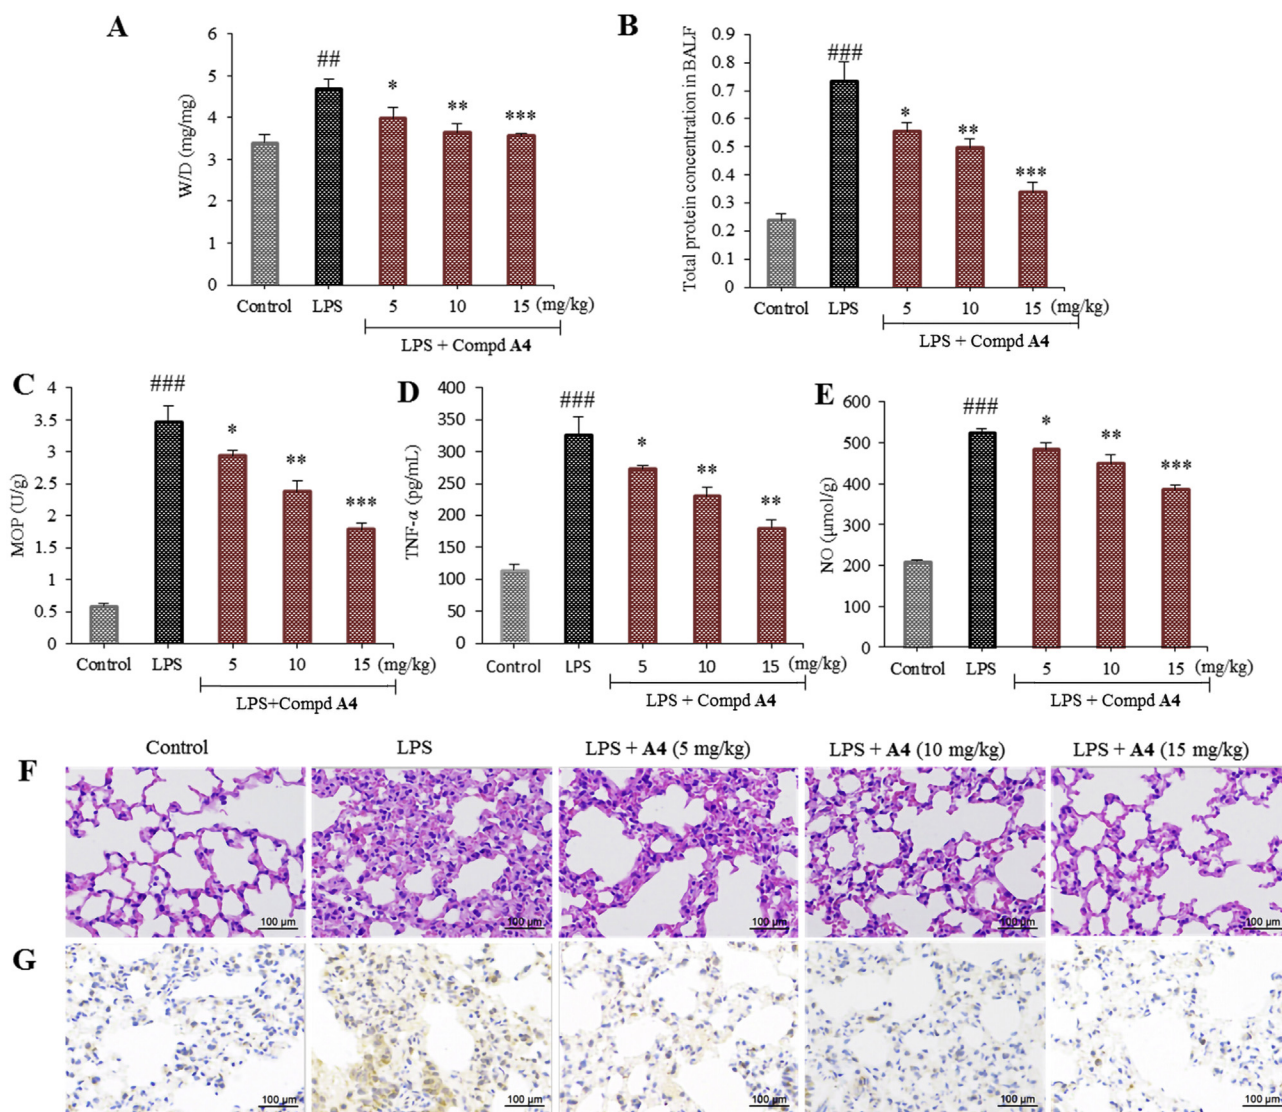 A
W/D (mg/mg)
6
5
4
3
2
1
0
##
*
**
***
Control LPS 5 10 15 (mg/kg)
LPS + Compd A4
B
Total protein concentration in BALF
0.9
0.8
0.7
0.6
0.5
0.4
0.3
0.2
0.1
0
###
*
**
***
Control LPS 5 10 15 (mg/kg)
LPS + Compd A4
C
MOP (U/g)
4
3.5
3
2.5
2
1.5
1
0.5
0
###
*
**
***
Control LPS 5 10 15 (mg/kg)
LPS+Compd A4
D
TNF-α (pg/mL)
400
350
300
250
200
150
100
50
0
###
*
**
**
Control LPS 5 10 15 (mg/kg)
LPS + Compd A4
E
NO (μmol/g)
600
500
400
300
200
100
0
###
*
**
***
Control LPS 5 10 15 (mg/kg)
LPS + Compd A4
Control LPS LPS + A4 (5 mg/kg) LPS + A4 (10 mg/kg) LPS + A4 (15 mg/kg)
F
100 μm 100 μm 100 μm 100 μm 100 μm
G
100 μm 100 μm 100 μm 100 μm 100 μm